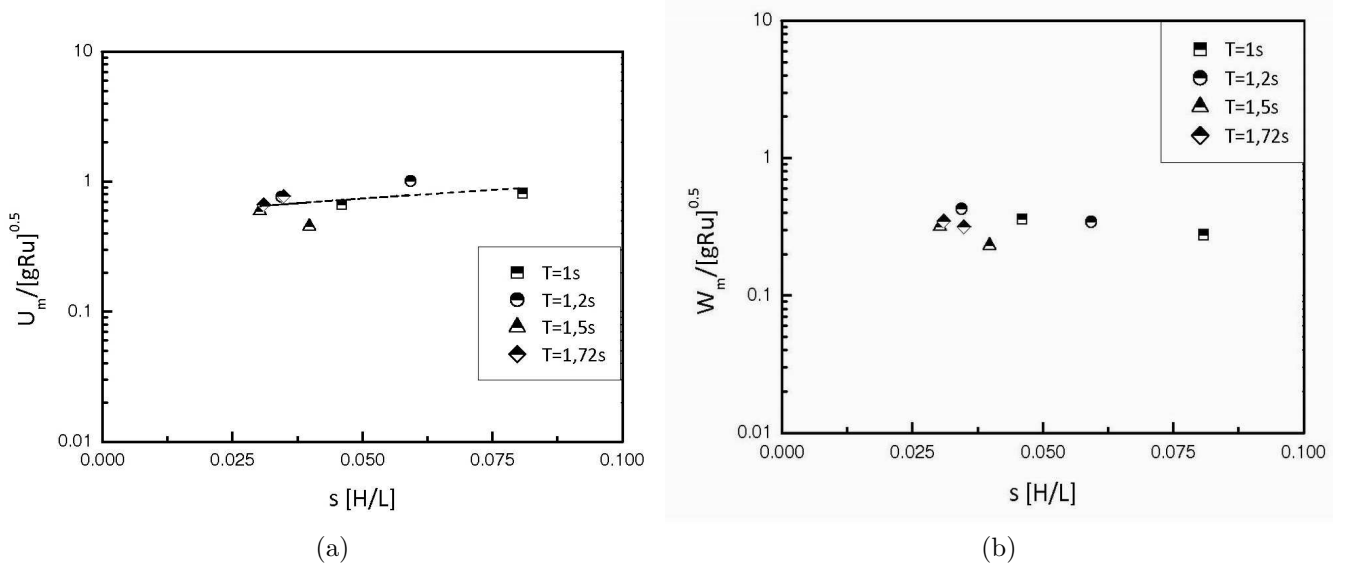 10
1
0.1
0.01
U_m/[gRu]^0.5
T=1s
T=1,2s
T=1,5s
T=1,72s
0.000 0.025 0.050 0.075 0.100
s [H/L]
(a)
10
1
0.1
0.01
W_m/[gRu]^0.5
T=1s
T=1,2s
T=1,5s
T=1,72s
0.000 0.025 0.050 0.075 0.100
s [H/L]
(b)